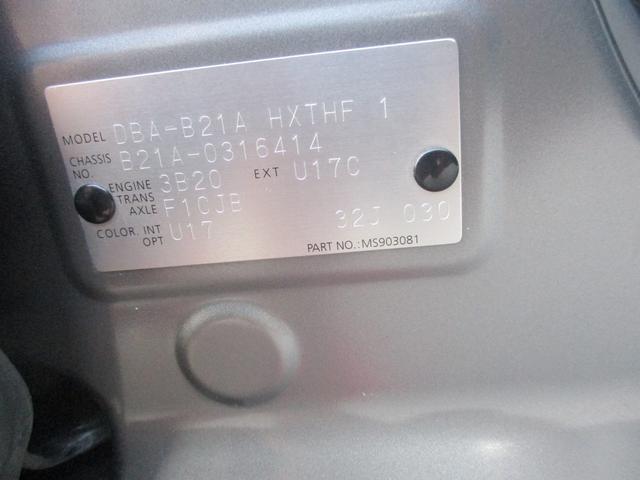 MODEL DBA-B21A HXTHF 1
CHASSIS NO. B21A-0316414
ENGINE 3B20 EXT U17C
TRANS AXLE F1CJB
COLOR. INT OPT U17 32J 030
PART NO.:MS903081